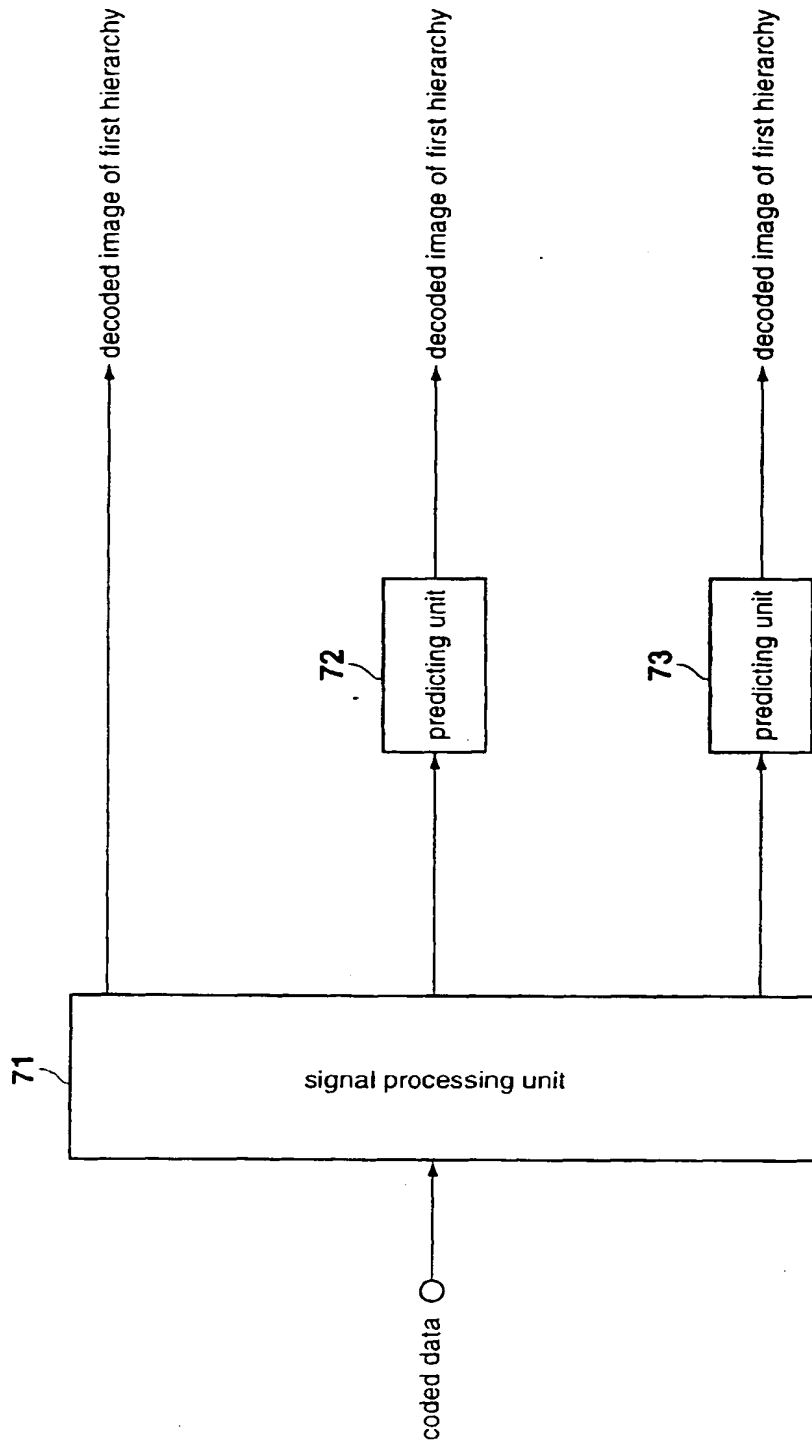 71
signal processing unit
coded data
decoded image of first hierarchy
72
predicting unit
decoded image of first hierarchy
73
predicting unit
decoded image of first hierarchy